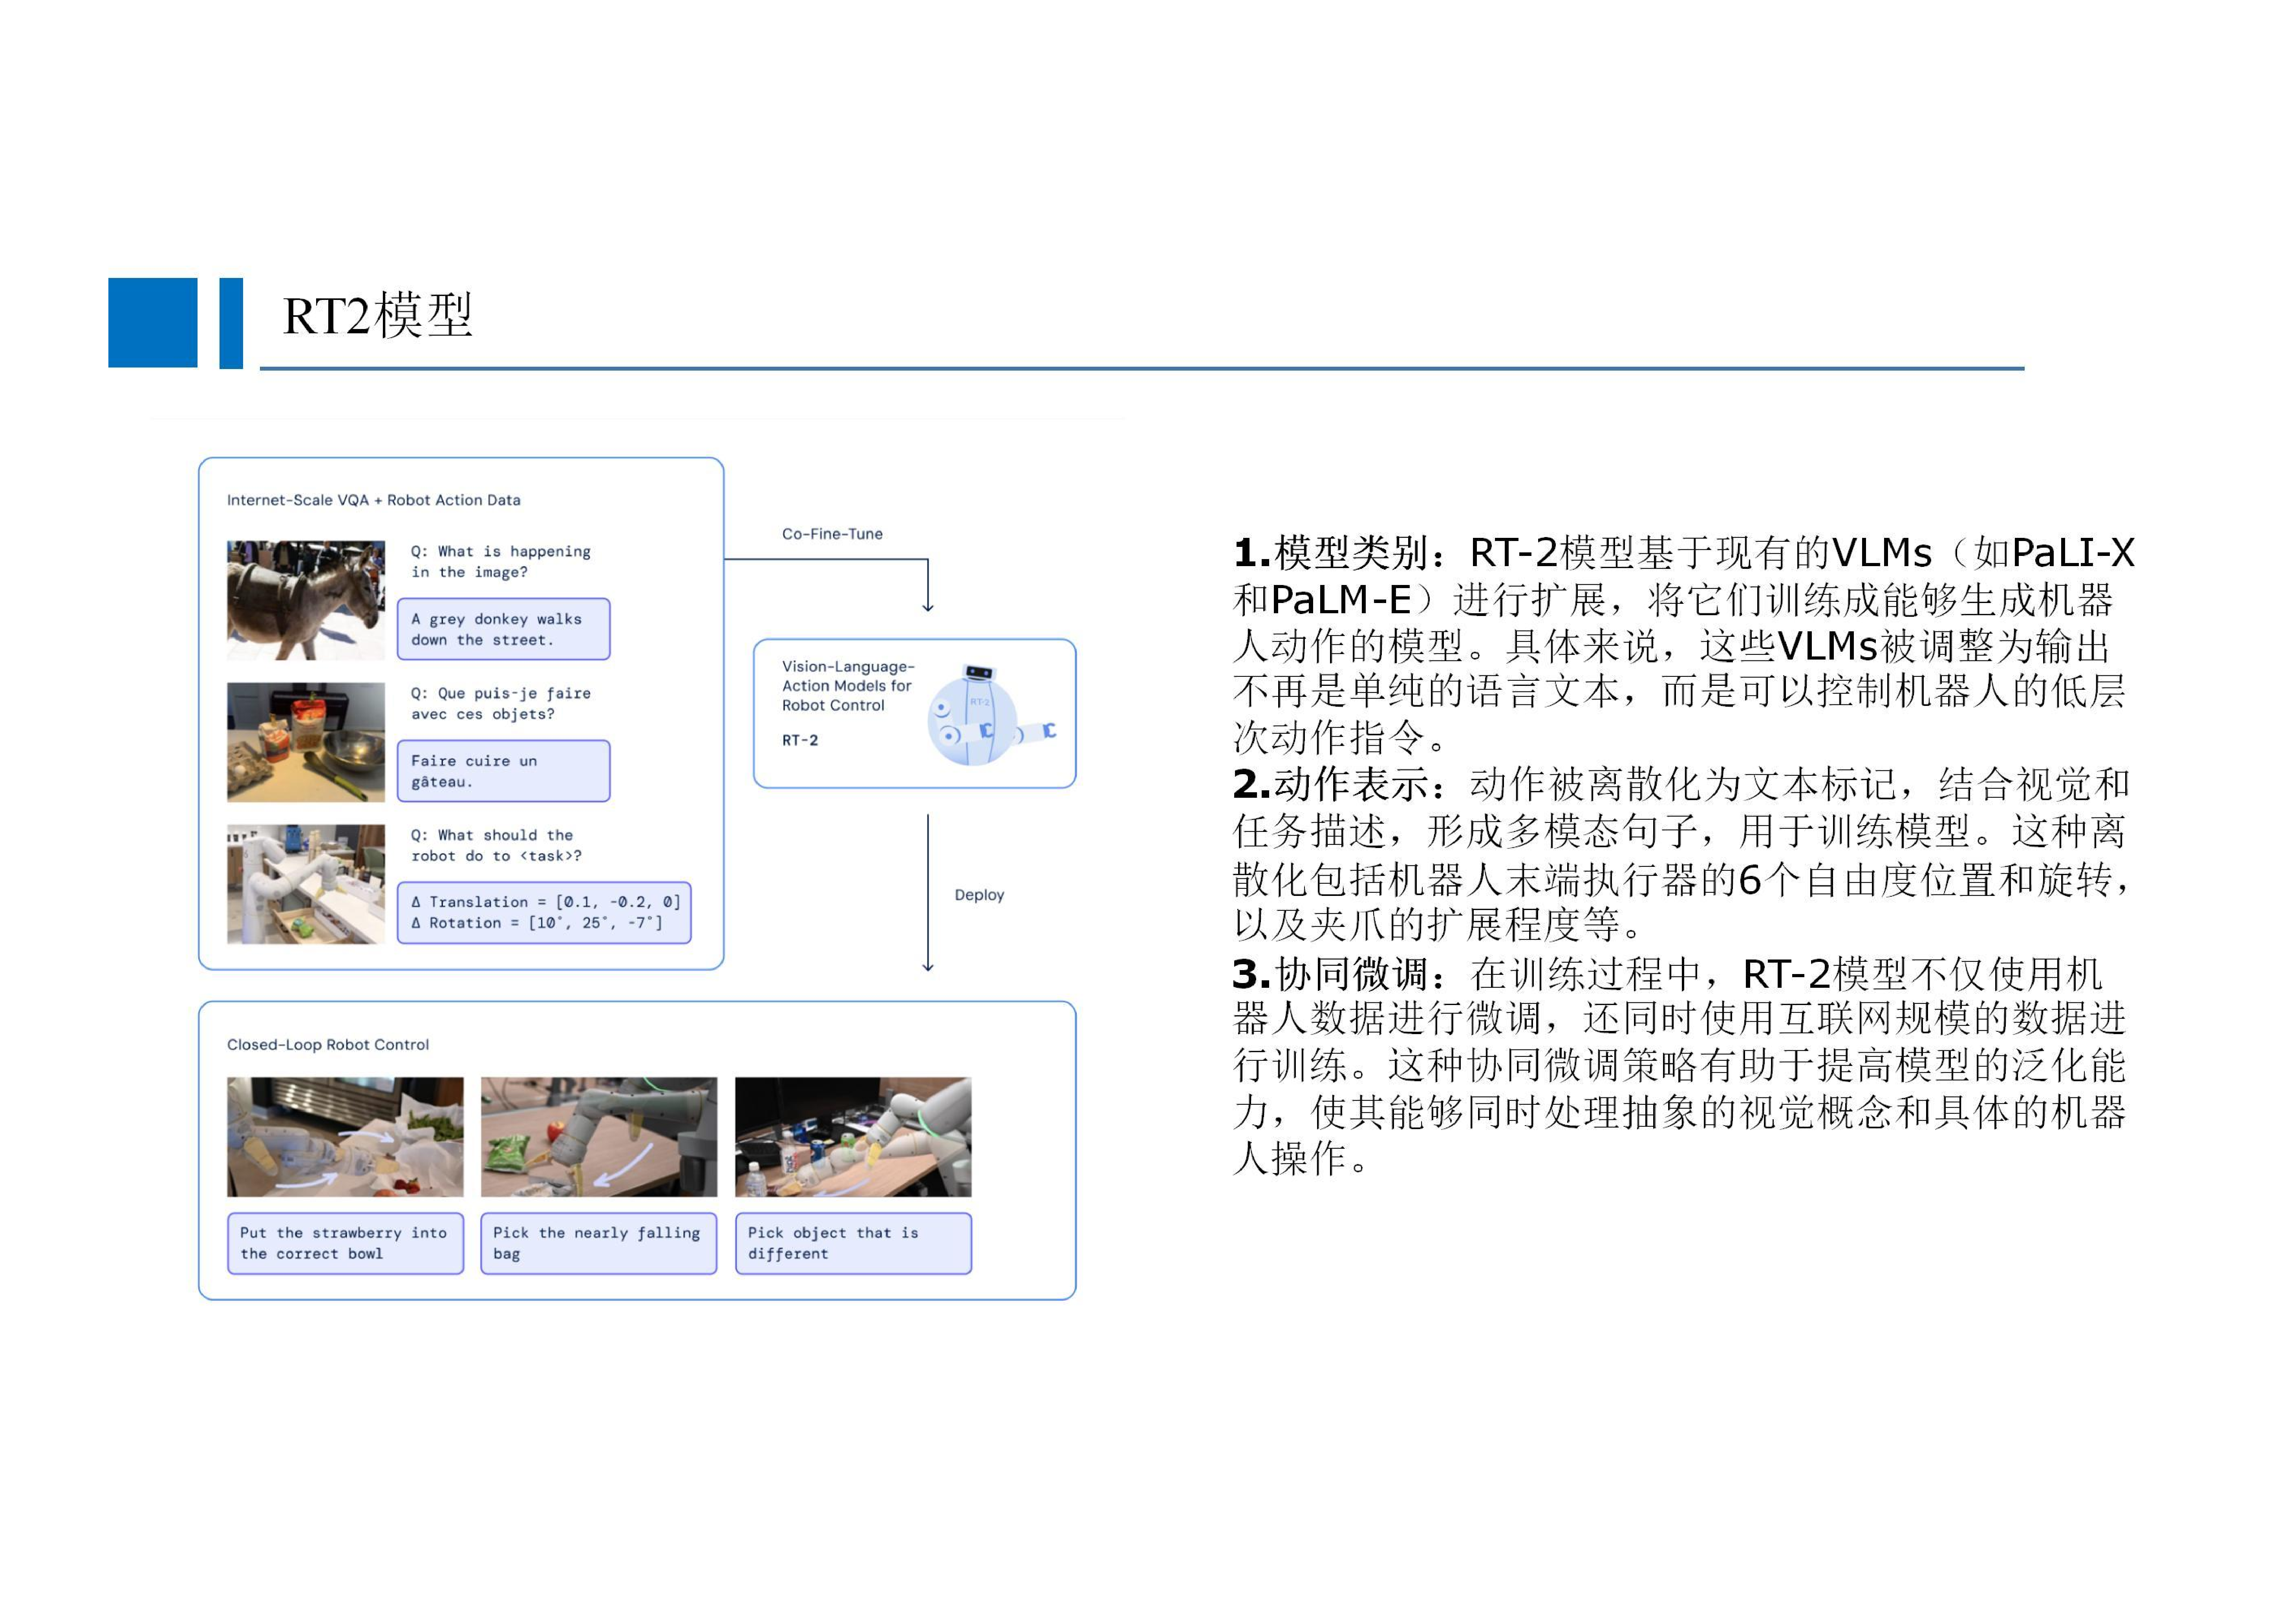 RT2模型
Internet-Scale VQA + Robot Action Data
Q: What is happening
in the image?
A grey donkey walks
down the street.
Q: Que puis-je faire
avec ces objets?
Faire cuire un
gâteau.
Q: What should the
robot do to <task>?
Δ Translation = [0.1, -0.2, 0]
Δ Rotation = [10°, 25°, -7°]
Co-Fine-Tune
Vision-Language-
Action Models for
Robot Control
RT-2
RT-2
Deploy
Closed-Loop Robot Control
Put the strawberry into
the correct bowl
Pick the nearly falling
bag
Pick object that is
different
1.模型类别：RT-2模型基于现有的VLMs（如PaLI-X
和PaLM-E）进行扩展，将它们训练成能够生成机器
人动作的模型。具体来说，这些VLMs被调整为输出
不再是单纯的语言文本，而是可以控制机器人的低层
次动作指令。
2.动作表示：动作被离散化为文本标记，结合视觉和
任务描述，形成多模态句子，用于训练模型。这种离
散化包括机器人末端执行器的6个自由度位置和旋转，
以及夹爪的扩展程度等。
3.协同微调：在训练过程中，RT-2模型不仅使用机
器人数据进行微调，还同时使用互联网规模的数据进
行训练。这种协同微调策略有助于提高模型的泛化能
力，使其能够同时处理抽象的视觉概念和具体的机器
人操作。